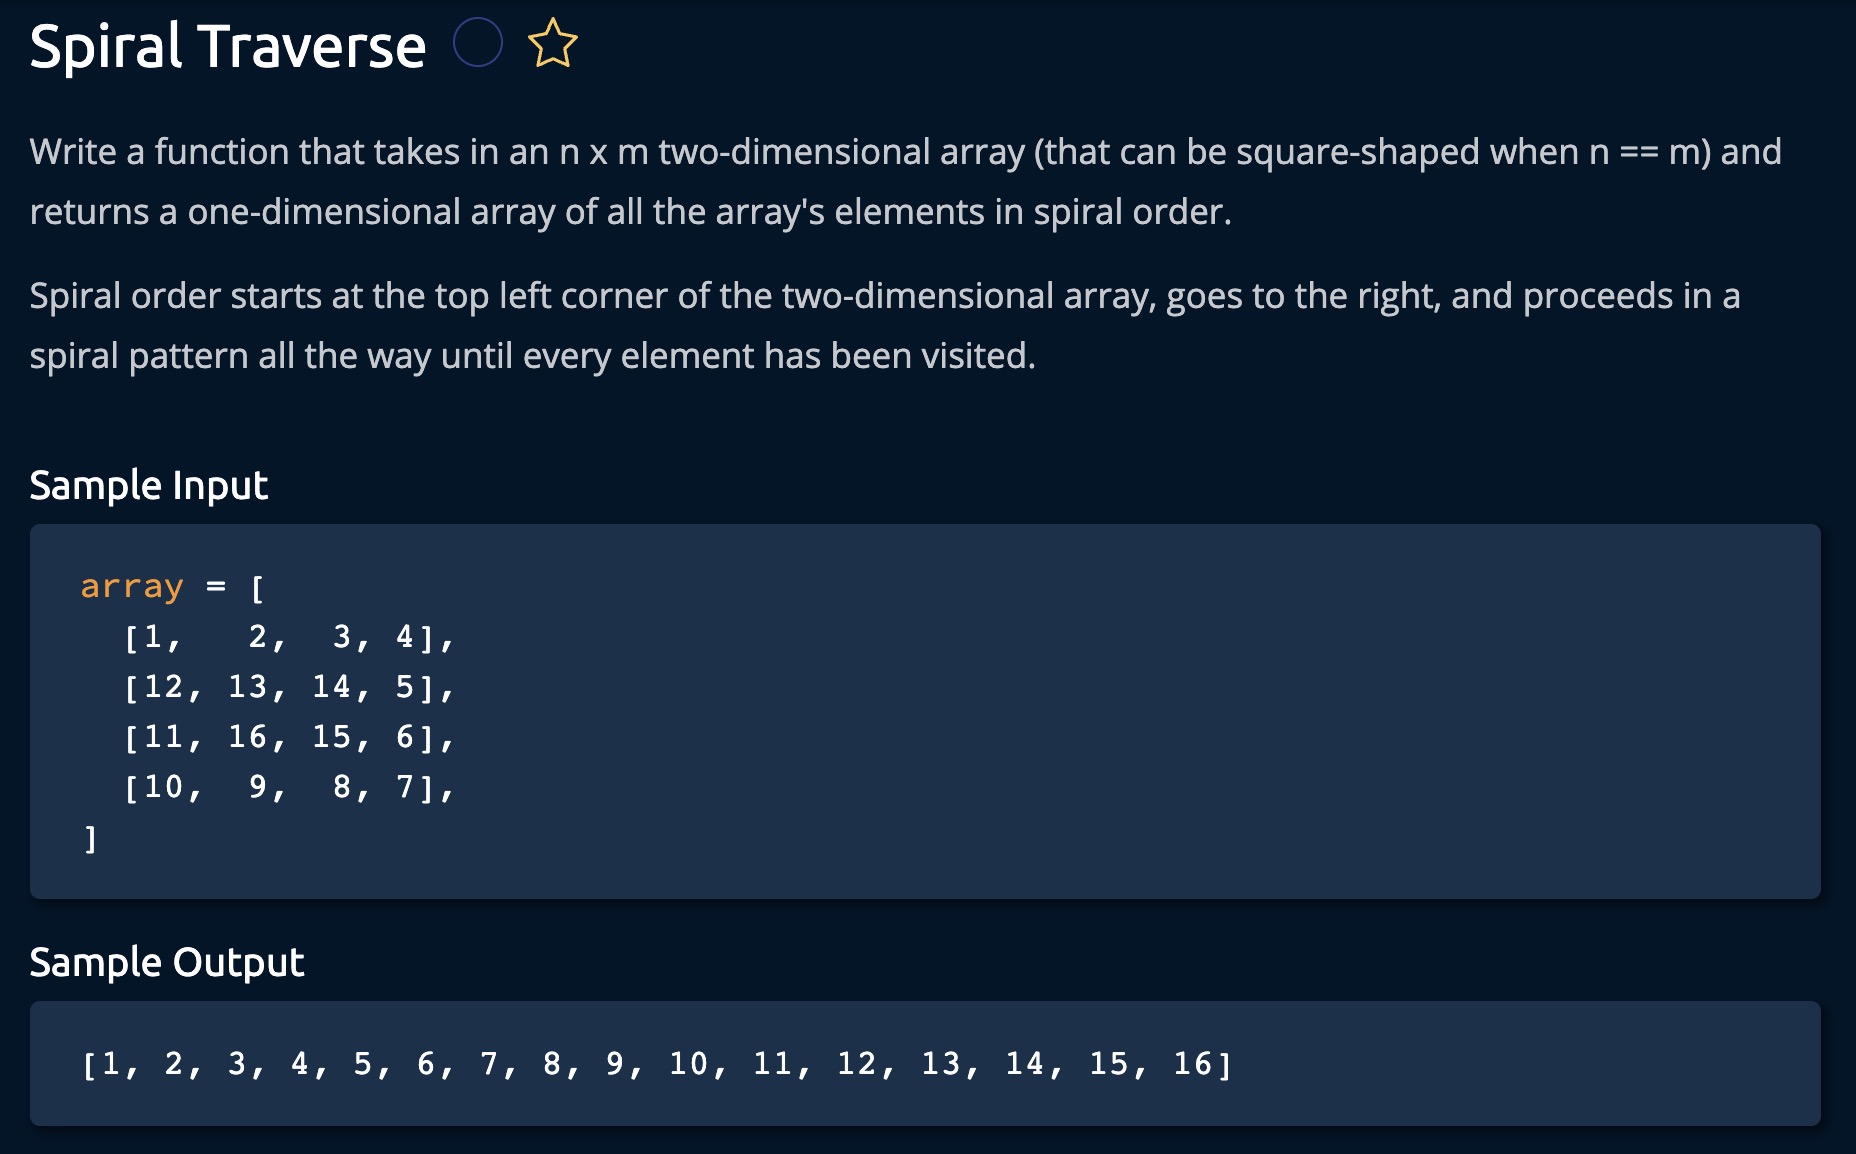 Spiral Traverse
Write a function that takes in an n x m two-dimensional array (that can be square-shaped when n == m) and
returns a one-dimensional array of all the array's elements in spiral order.
Spiral order starts at the top left corner of the two-dimensional array, goes to the right, and proceeds in a
spiral pattern all the way until every element has been visited.
Sample Input
array = [
  [1,   2,  3, 4],
  [12, 13, 14, 5],
  [11, 16, 15, 6],
  [10,  9,  8, 7],
]
Sample Output
[1, 2, 3, 4, 5, 6, 7, 8, 9, 10, 11, 12, 13, 14, 15, 16]